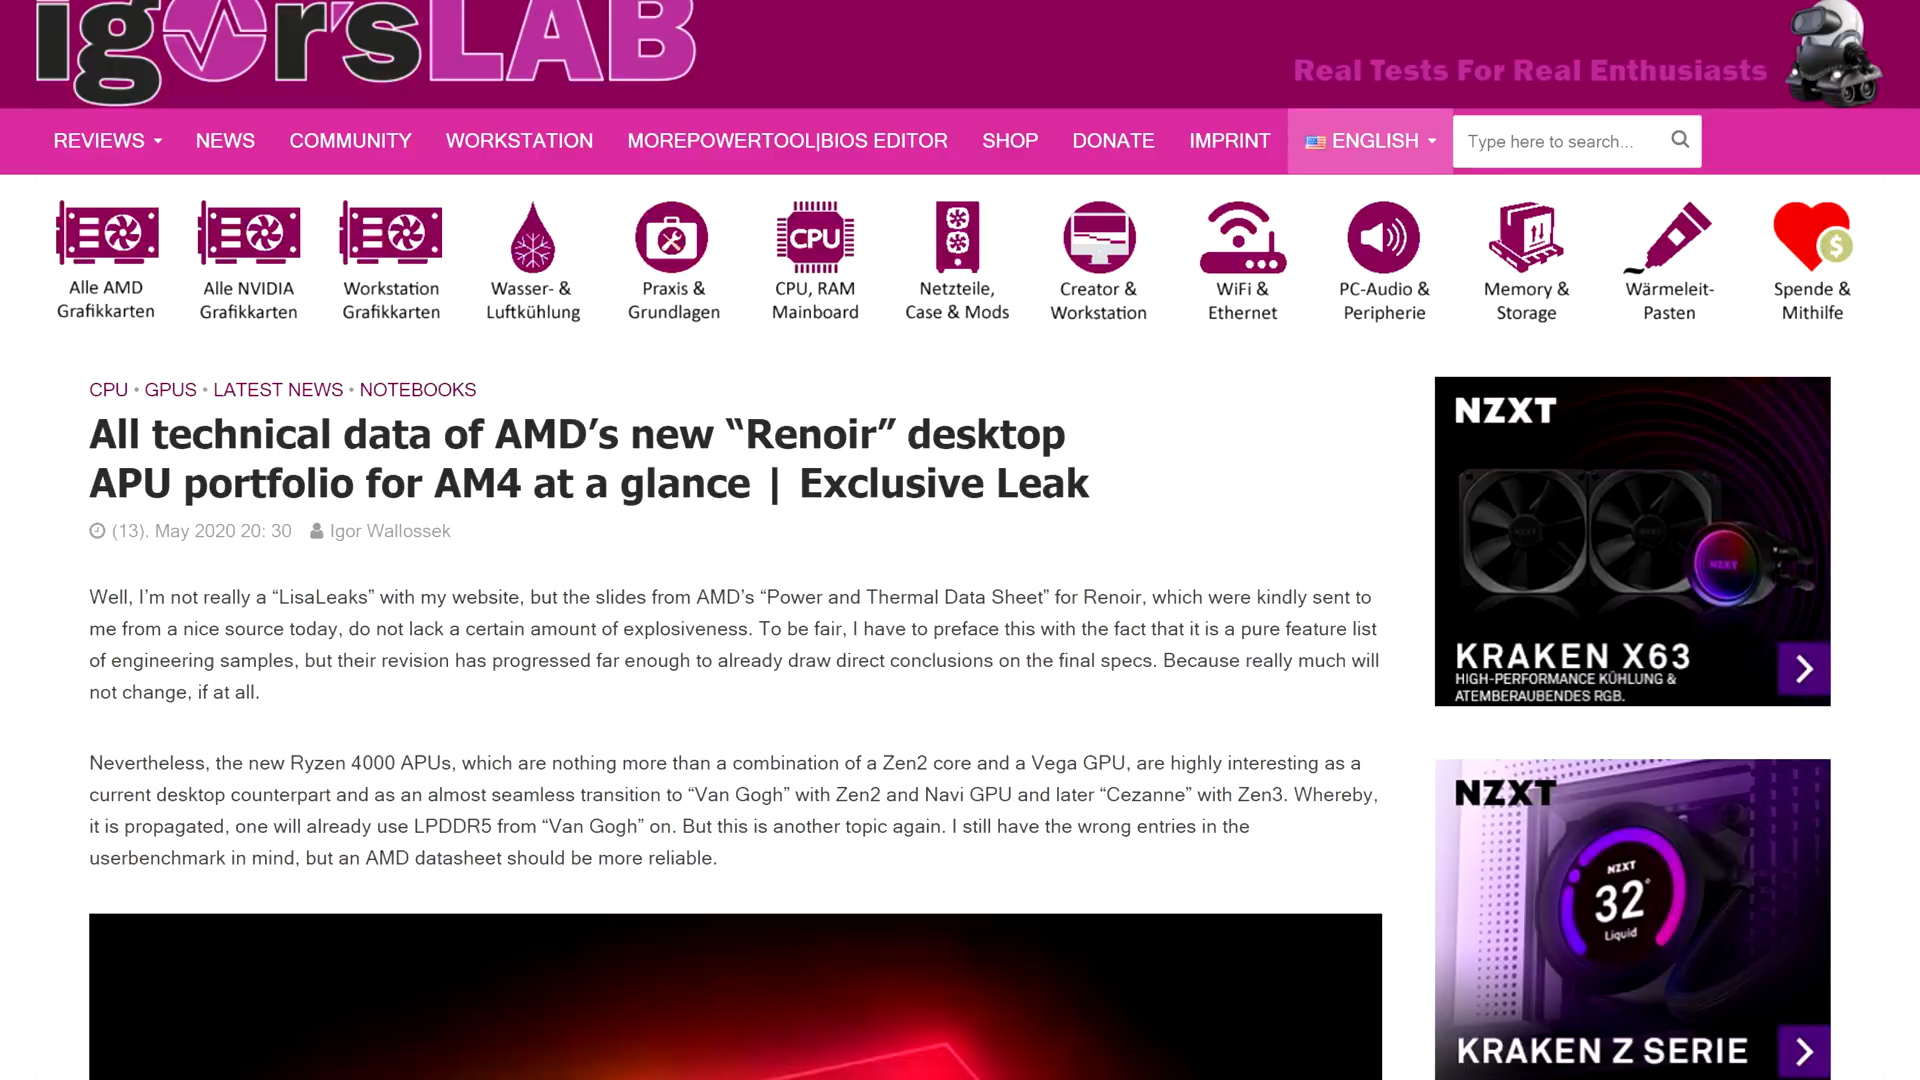 igor'sLAB
Real Tests For Real Enthusiasts
REVIEWS NEWS COMMUNITY WORKSTATION MOREPOWERTOOL|BIOS EDITOR SHOP DONATE IMPRINT ENGLISH Type here to search...
CPU
Alle AMD
Grafikkarten
Alle NVIDIA
Grafikkarten
Workstation
Grafikkarten
Wasser- &
Luftkühlung
Praxis &
Grundlagen
CPU, RAM
Mainboard
Netzteile,
Case & Mods
Creator &
Workstation
WiFi &
Ethernet
PC-Audio &
Peripherie
Memory &
Storage
Wärmeleit-
Pasten
$
Spende &
Mithilfe
CPU • GPUS • LATEST NEWS • NOTEBOOKS
All technical data of AMD’s new “Renoir” desktop
APU portfolio for AM4 at a glance | Exclusive Leak
(13). May 2020 20: 30 Igor Wallossek
Well, I’m not really a “LisaLeaks” with my website, but the slides from AMD’s “Power and Thermal Data Sheet” for Renoir, which were kindly sent to
me from a nice source today, do not lack a certain amount of explosiveness. To be fair, I have to preface this with the fact that it is a pure feature list
of engineering samples, but their revision has progressed far enough to already draw direct conclusions on the final specs. Because really much will
not change, if at all.
Nevertheless, the new Ryzen 4000 APUs, which are nothing more than a combination of a Zen2 core and a Vega GPU, are highly interesting as a
current desktop counterpart and as an almost seamless transition to “Van Gogh” with Zen2 and Navi GPU and later “Cezanne” with Zen3. Whereby,
it is propagated, one will already use LPDDR5 from “Van Gogh” on. But this is another topic again. I still have the wrong entries in the
userbenchmark in mind, but an AMD datasheet should be more reliable.
NZXT
NZXT
KRAKEN X63
HIGH-PERFORMANCE KÜHLUNG &
ATEMBERAUBENDES RGB.
NZXT
NZXT
32°
Liquid
KRAKEN Z SERIE